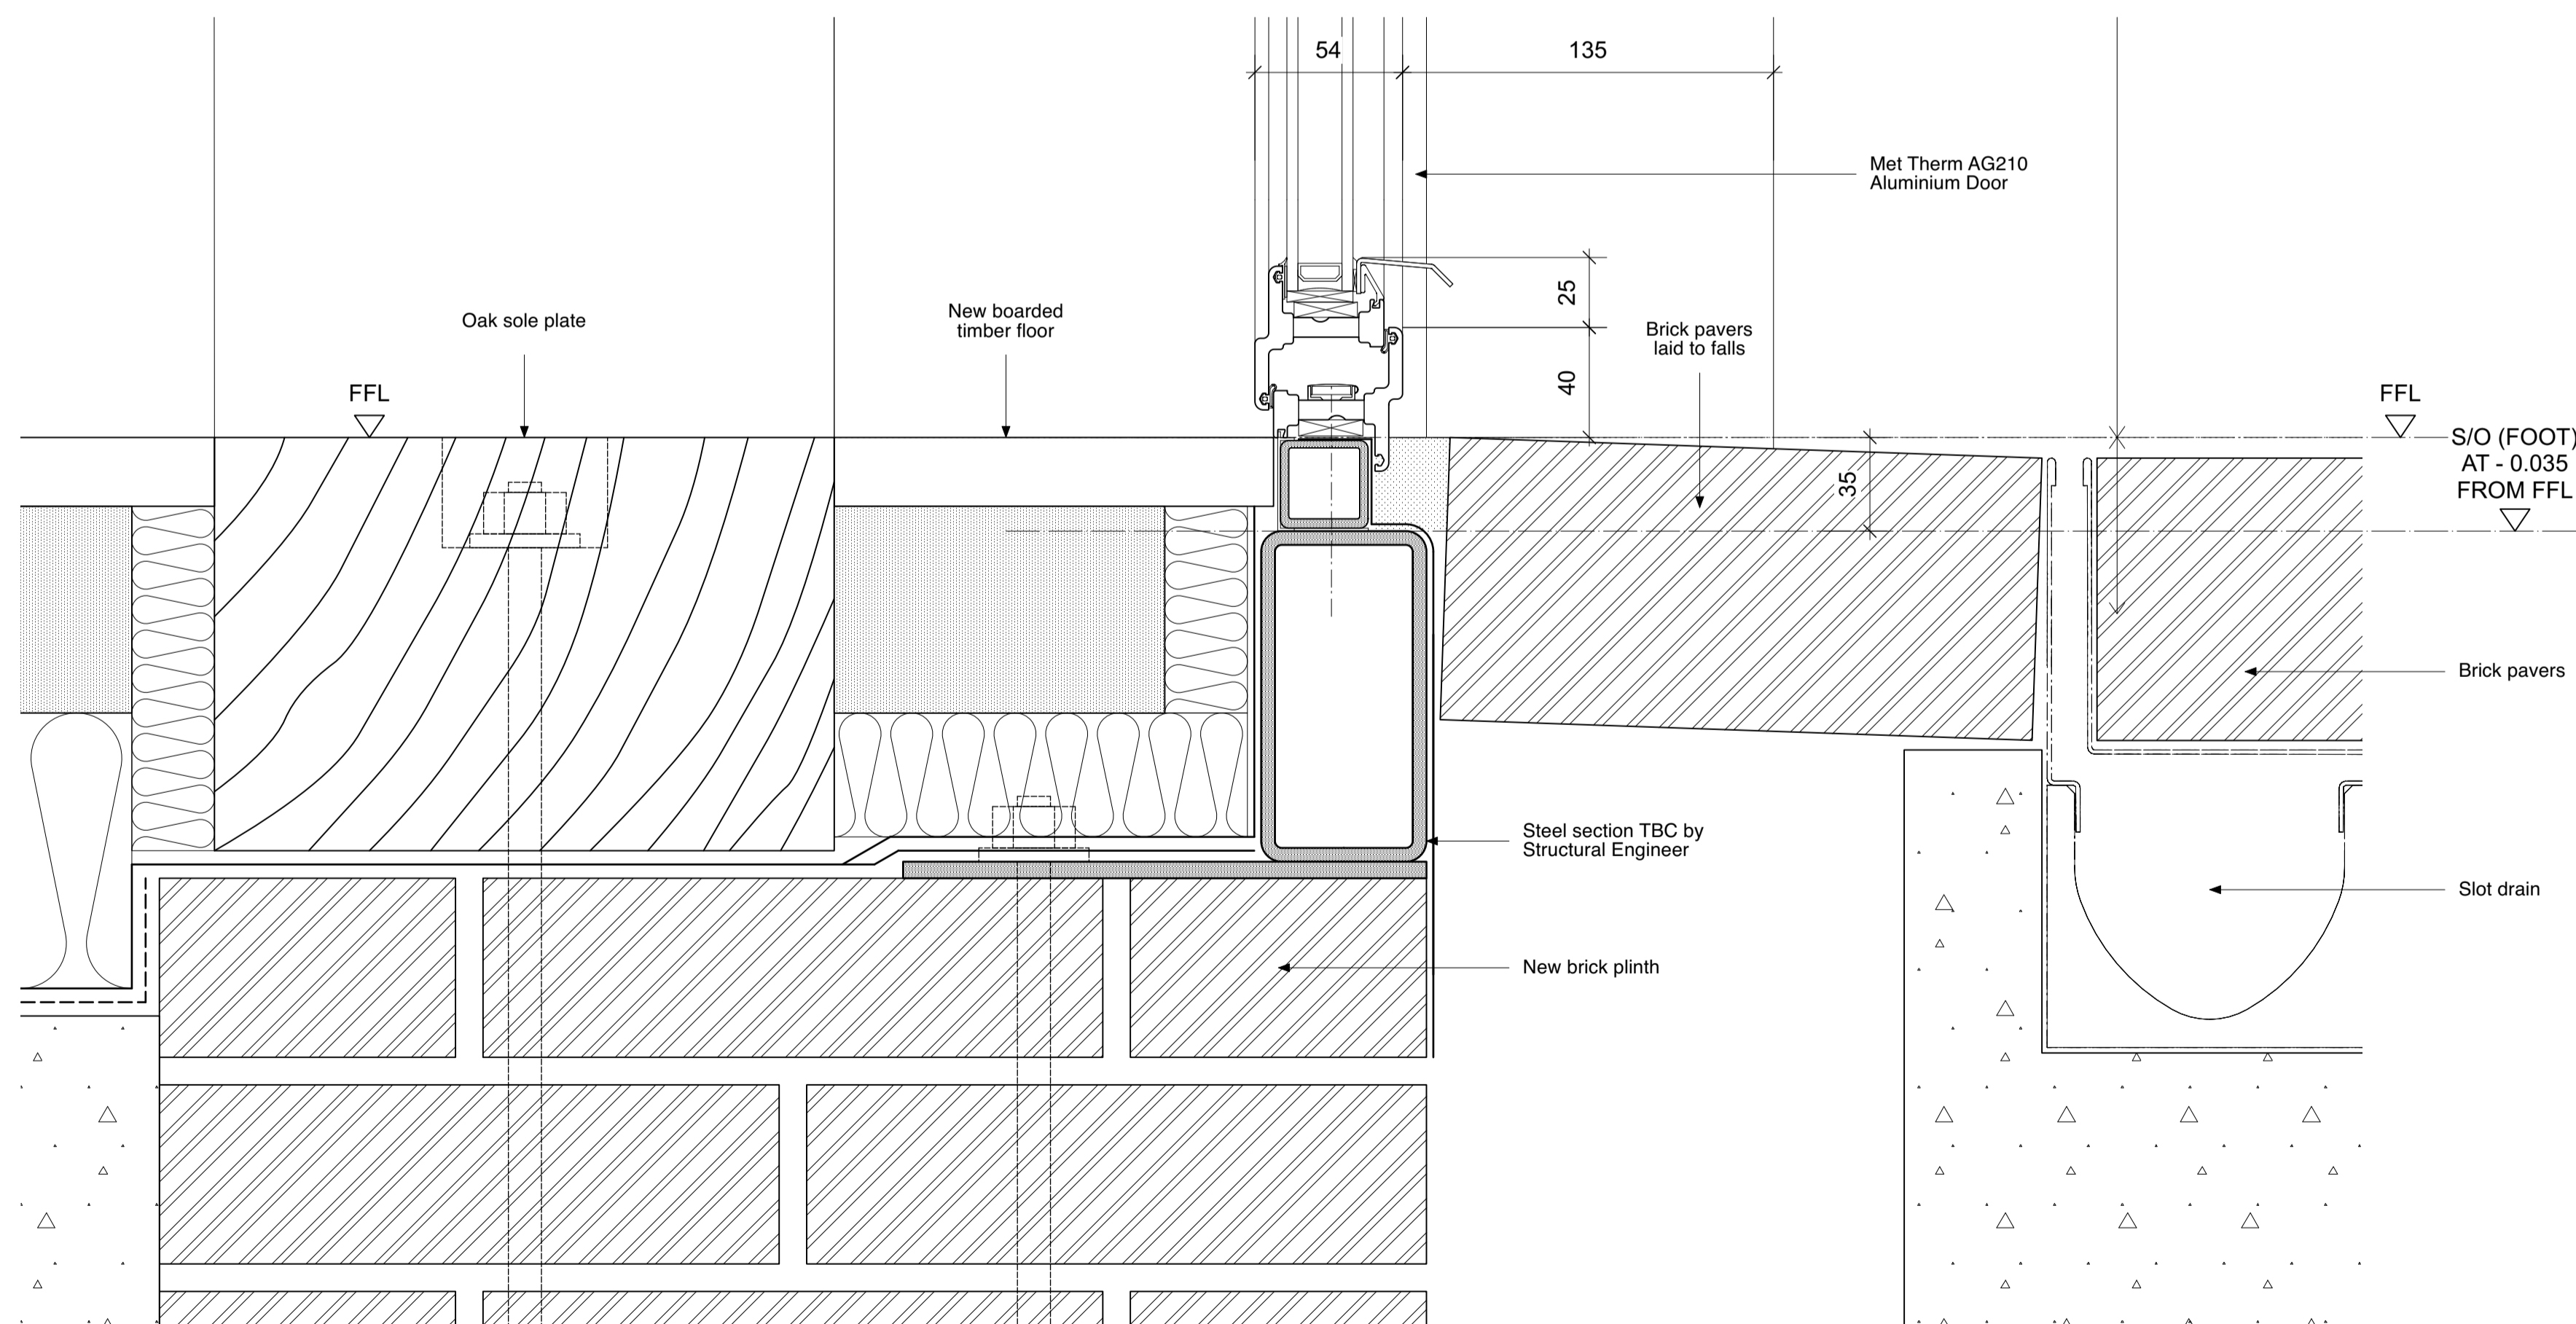 54
135
Met Therm AG210
Aluminium Door
25
Oak sole plate
New boarded
timber floor
Brick pavers
laid to falls
40
FFL
FFL
S/O (FOOT)
AT - 0.035
FROM FFL
35
Brick pavers
Steel section TBC by
Structural Engineer
Slot drain
New brick plinth